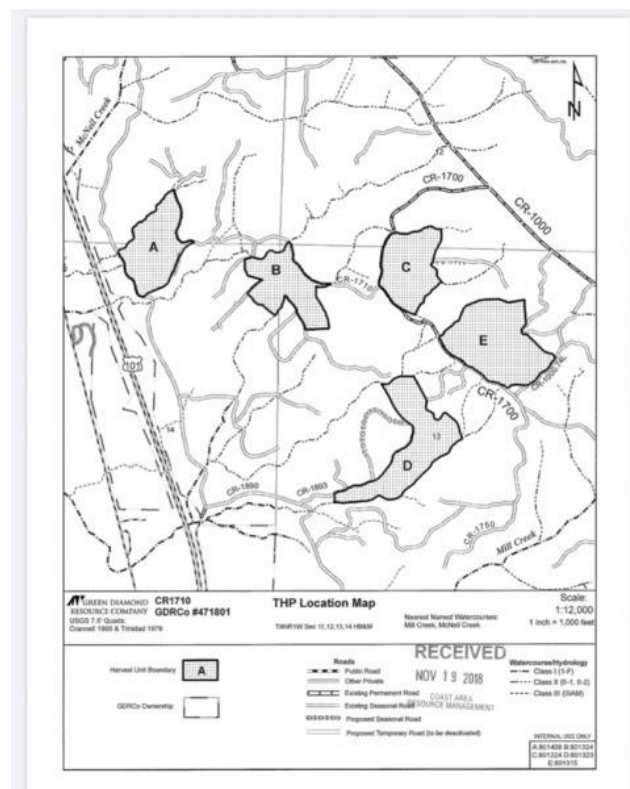 McNeil Creek
N
12
CR-1700
CR-1000
A
B
C
CR-1710
E
101
CR-1700
14
13
D
CR-1890
CR-1893
CR-1750
Mill Creek
GREEN DIAMOND
RESOURCE COMPANY
CR1710
GDRCo #471801
USGS 7.5' Quads:
Crannell 1966 & Trinidad 1978
THP Location Map
T8NR1W Sec 11,12,13,14 HB&M
Nearest Named Watercourses:
Mill Creek, McNeil Creek
Scale:
1:12,000
1 inch = 1,000 feet
Harvest Unit Boundary
A
GDRCo Ownership
Roads
Public Road
Other Private
Existing Permanent Road
Existing Seasonal Road
Proposed Seasonal Road
Proposed Temporary Road (to be deactivated)
RECEIVED
NOV 19 2018
COAST AREA
RESOURCE MANAGEMENT
Watercourse/Hydrology
Class I (1-F)
Class II (II-1, II-2)
Class III (IIIAM)
INTERNAL USE ONLY
A:801408 B:801324
C:801224 D:801323
E:801315